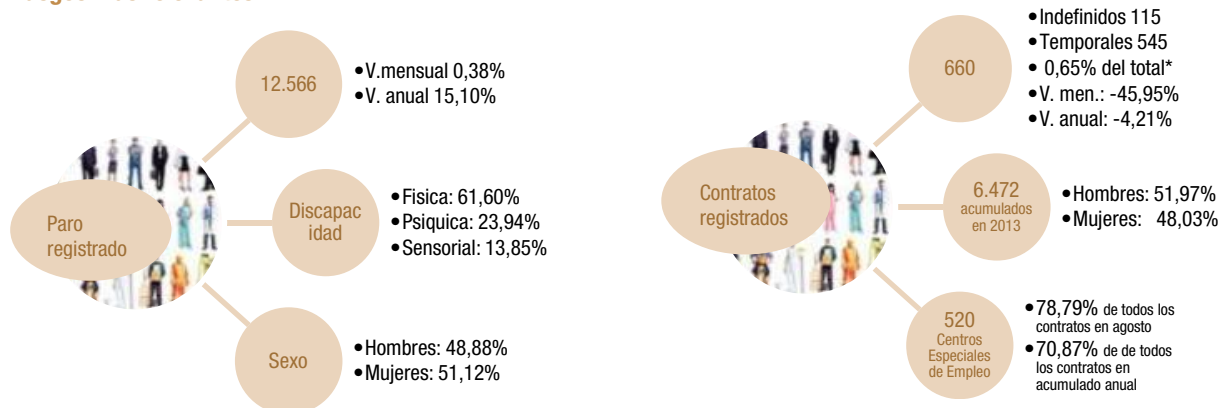 12.566
•V.mensual 0,38%
•V. anual 15,10%
Paro
registrado
Discapac
idad
•Fisica: 61,60%
•Psiquica: 23,94%
•Sensorial: 13,85%
Sexo
•Hombres: 48,88%
•Mujeres: 51,12%
660
•Indefinidos 115
•Temporales 545
• 0,65% del total*
•V. men.: -45,95%
•V. anual: -4,21%
Contratos
registrados
6.472
acumulados
en 2013
•Hombres: 51,97%
•Mujeres: 48,03%
520
Centros
Especiales
de Empleo
•78,79% de todos los
contratos en agosto
•70,87% de de todos
los contratos en
acumulado anual